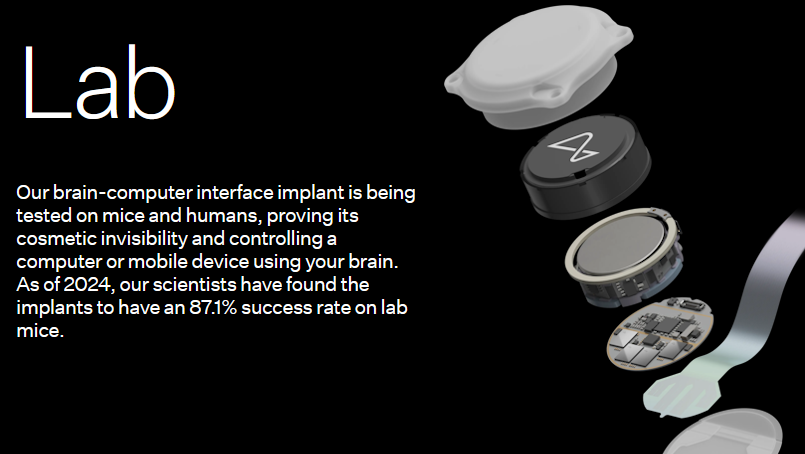 Lab
Our brain-computer interface implant is being
tested on mice and humans, proving its
cosmetic invisibility and controlling a
computer or mobile device using your brain.
As of 2024, our scientists have found the
implants to have an 87.1% success rate on lab
mice.